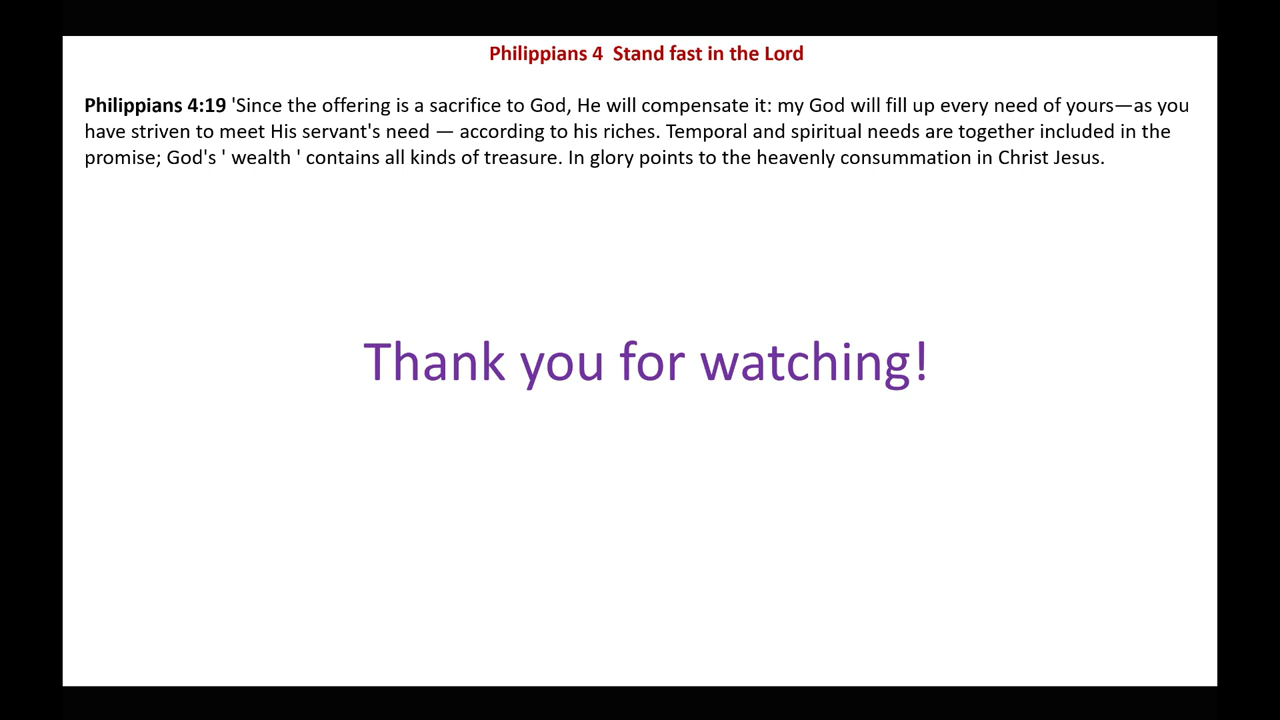 Philippians 4  Stand fast in the Lord
Philippians 4:19 'Since the offering is a sacrifice to God, He will compensate it: my God will fill up every need of yours—as you
have striven to meet His servant's need — according to his riches. Temporal and spiritual needs are together included in the
promise; God's ' wealth ' contains all kinds of treasure. In glory points to the heavenly consummation in Christ Jesus.
Thank you for watching!